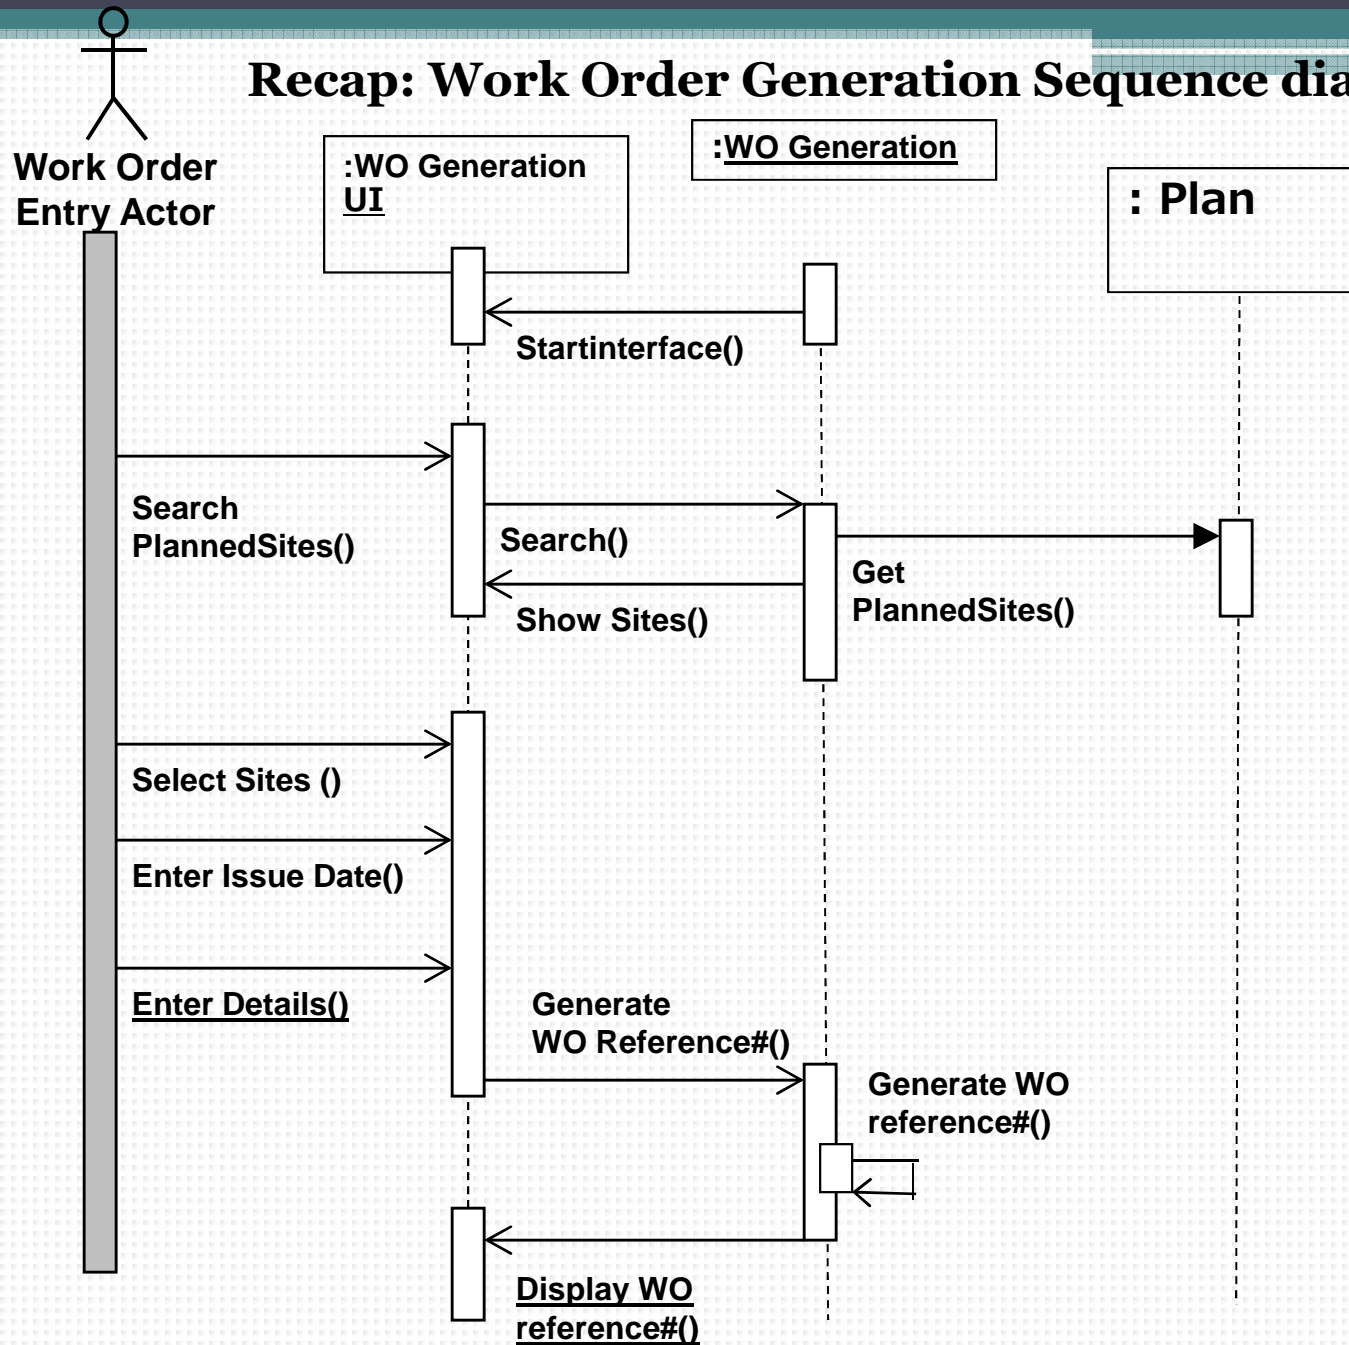 Recap: Work Order Generation Sequence dia
Work Order
Entry Actor
:WO Generation
UI
:WO Generation
: Plan
Startinterface()
Search
PlannedSites()
Search()
Get
PlannedSites()
Show Sites()
Select Sites ()
Enter Issue Date()
Enter Details()
Generate
WO Reference#()
Generate WO
reference#()
Display WO
reference#()